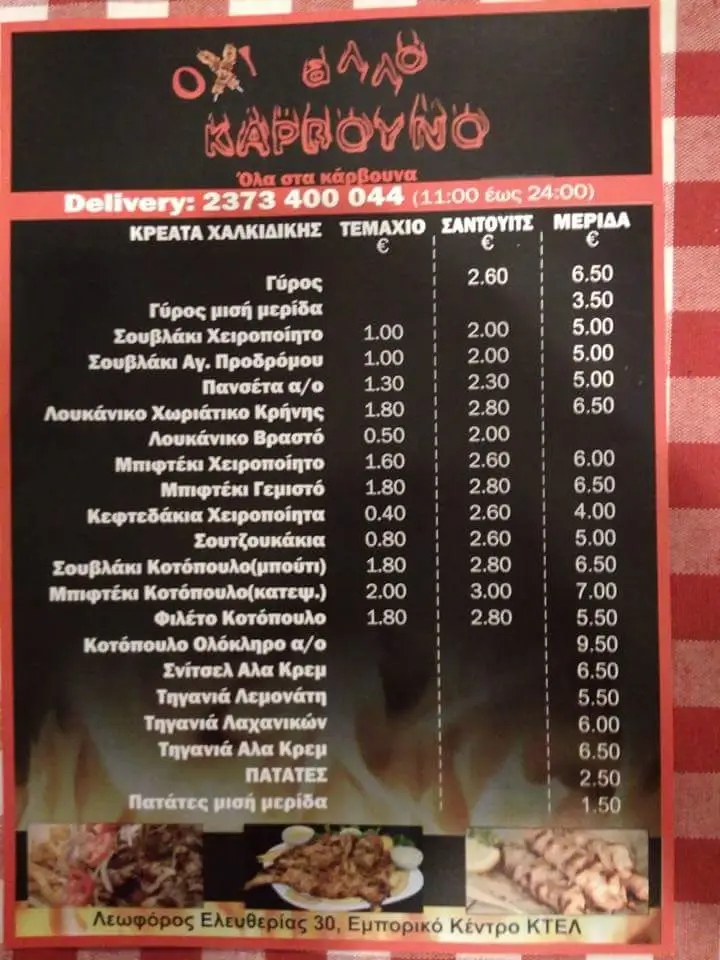 ΟΧΙ άλλο
ΚΑΡΒΟΥΝΟ
Όλα στα κάρβουνα
Delivery: 2373 400 044 (11:00 έως 24:00)
ΚΡΕΑΤΑ ΧΑΛΚΙΔΙΚΗΣ ΤΕΜΑΧΙΟ ΣΑΝΤΟΥΙΤΣ ΜΕΡΙΔΑ
€ € €
Γύρος 2.60 6.50
Γύρος μισή μερίδα 3.50
Σουβλάκι Χειροποίητο 1.00 2.00 5.00
Σουβλάκι Αγ. Προδρόμου 1.00 2.00 5.00
Πανσέτα α/ο 1.30 2.30 5.00
Λουκάνικο Χωριάτικο Κρήνης 1.80 2.80 6.50
Λουκάνικο Βραστό 0.50 2.00
Μπιφτέκι Χειροποίητο 1.60 2.60 6.00
Μπιφτέκι Γεμιστό 1.80 2.80 6.50
Κεφτεδάκια Χειροποίητα 0.40 2.60 4.00
Σουτζουκάκια 0.80 2.60 5.00
Σουβλάκι Κοτόπουλο(μπούτι) 1.80 2.80 6.50
Μπιφτέκι Κοτόπουλο(κατεψ.) 2.00 3.00 7.00
Φιλέτο Κοτόπουλο 1.80 2.80 5.50
Κοτόπουλο Ολόκληρο α/ο 9.50
Σνίτσελ Αλα Κρεμ 6.50
Τηγανιά Λεμονάτη 5.50
Τηγανιά Λαχανικών 6.00
Τηγανιά Αλα Κρεμ 6.50
ΠΑΤΑΤΕΣ 2.50
Πατάτες μισή μερίδα 1.50
Λεωφόρος Ελευθερίας 30, Εμπορικό Κέντρο ΚΤΕΛ